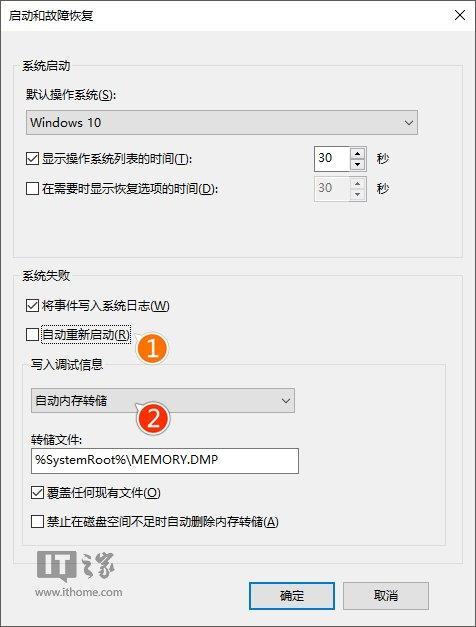 启动和故障恢复
系统启动
默认操作系统(S):
Windows 10
显示操作系统列表的时间(T):
30
秒
在需要时显示恢复选项的时间(D):
30
秒
系统失败
将事件写入系统日志(W)
自动重新启动(R)
1
写入调试信息
自动内存转储
2
转储文件:
%SystemRoot%\MEMORY.DMP
覆盖任何现有文件(O)
禁止在磁盘空间不足时自动删除内存转储(A)
IT之家
www.ithome.com
确定
取消